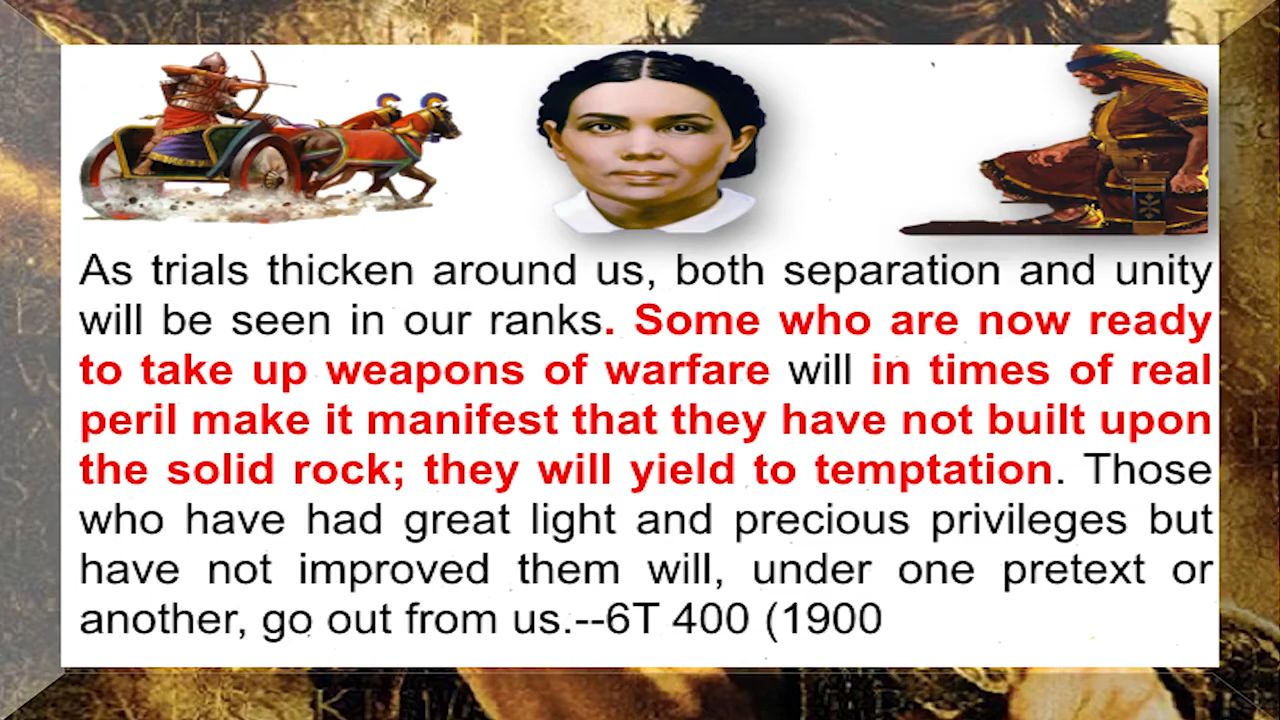 As trials thicken around us, both separation and unity
will be seen in our ranks. Some who are now ready
to take up weapons of warfare will in times of real
peril make it manifest that they have not built upon
the solid rock; they will yield to temptation. Those
who have had great light and precious privileges but
have not improved them will, under one pretext or
another, go out from us.--6T 400 (1900